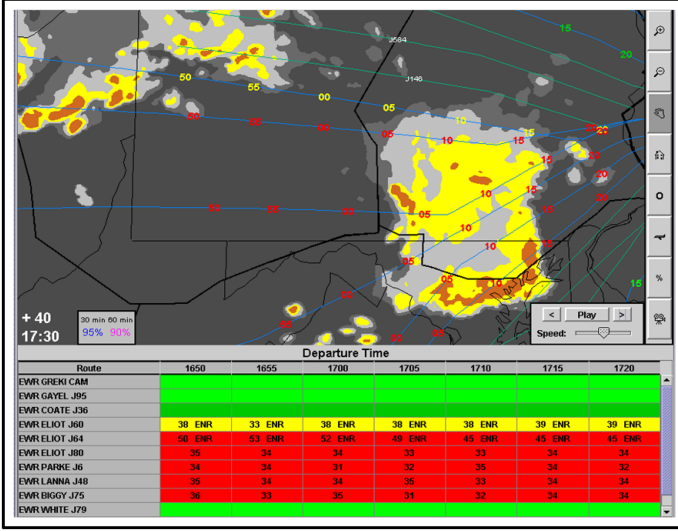 15
J584
20
J146
50
55
00
05
10
15
20
50
55
00
05
10
15
20
15
20
10
15
20
50
55
00
05
10
15
10
15
05
10
00
05
00
15
+ 40
17:30
30 min 60 min
95% 90%
< Play >
Speed:
%
Departure Time
Route 1650 1655 1700 1705 1710 1715 1720
EWR GREKI CAM
EWR GAYEL J95
EWR COATE J36
EWR ELIOT J60 38 ENR 33 ENR 38 ENR 38 ENR 38 ENR 39 ENR 39 ENR
EWR ELIOT J64 50 ENR 53 ENR 52 ENR 49 ENR 45 ENR 45 ENR 45 ENR
EWR ELIOT J80 35 34 34 33 33 34 34
EWR PARKE J6 34 34 31 32 35 34 32
EWR LANNA J48 35 34 34 35 33 34 34
EWR BIGGY J75 36 33 35 31 32 34 34
EWR WHITE J79